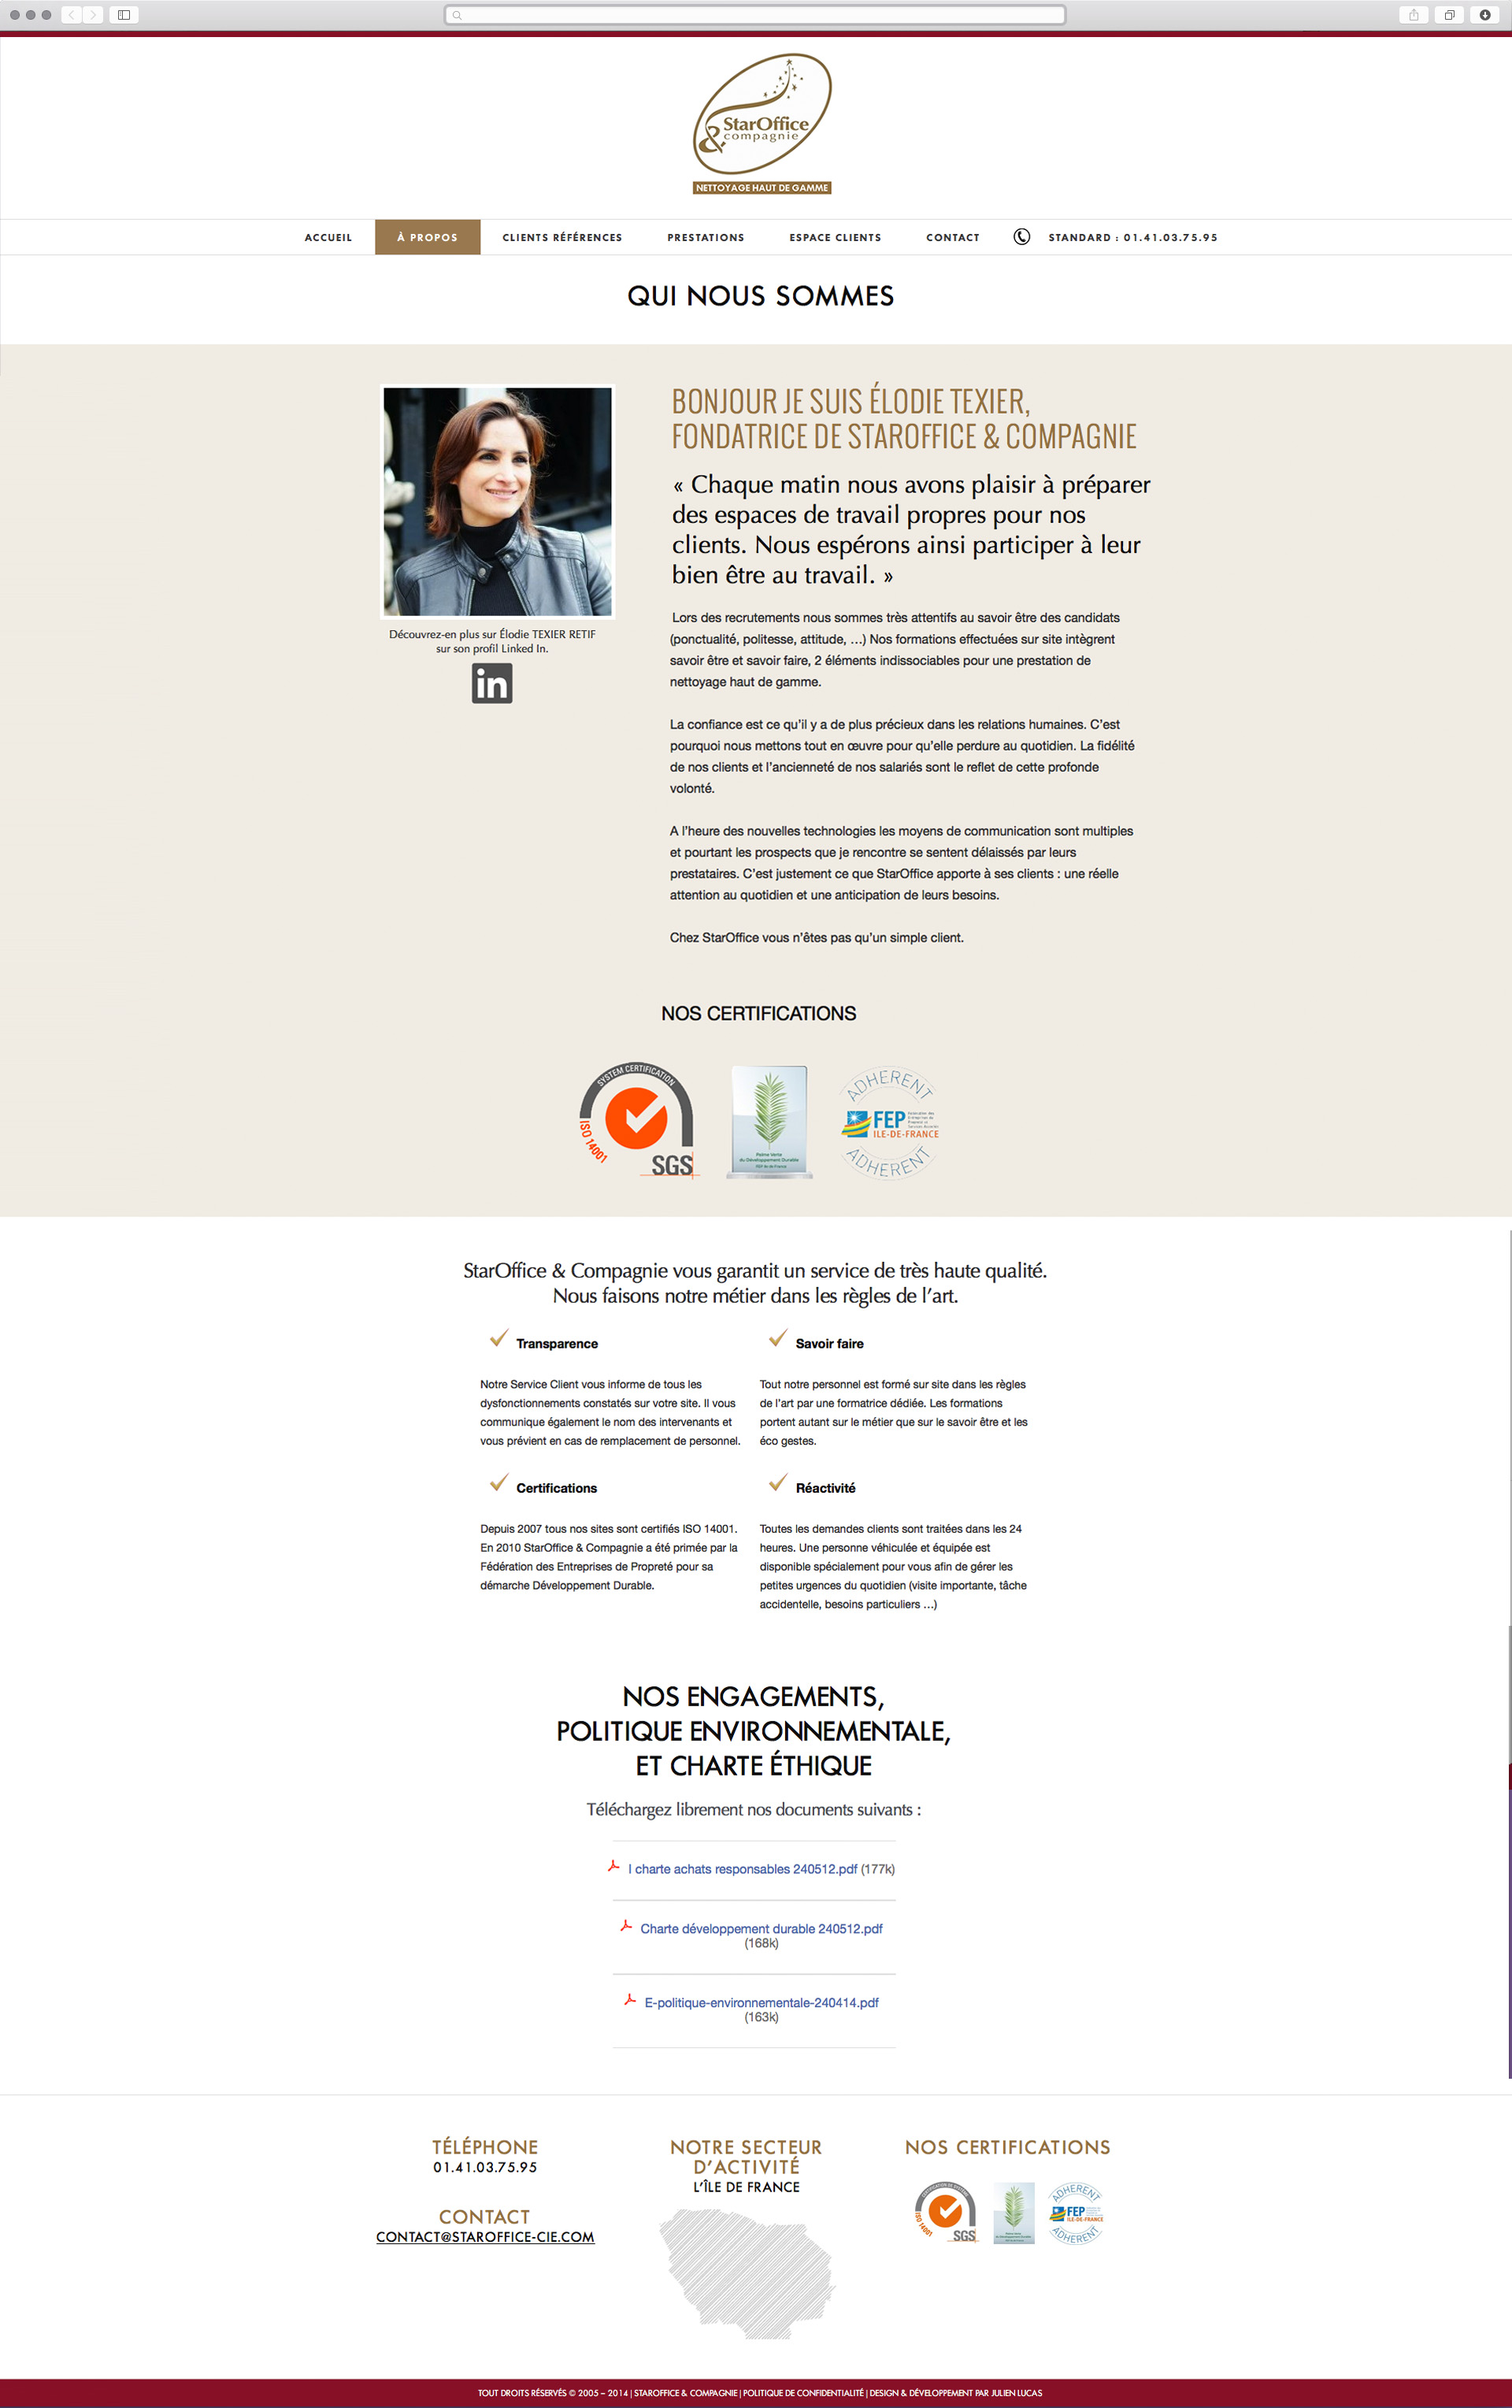 StarOffice
& compagnie
NETTOYAGE HAUT DE GAMME
ACCUEIL
À PROPOS
CLIENTS RÉFÉRENCES
PRESTATIONS
ESPACE CLIENTS
CONTACT
STANDARD : 01.41.03.75.95
QUI NOUS SOMMES
BONJOUR JE SUIS ÉLODIE TEXIER,
FONDATRICE DE STAROFFICE & COMPAGNIE
« Chaque matin nous avons plaisir à préparer
des espaces de travail propres pour nos
clients. Nous espérons ainsi participer à leur
bien être au travail. »
Découvrez-en plus sur Élodie TEXIER RETIF
sur son profil Linked In.
in
Lors des recrutements nous sommes très attentifs au savoir être des candidats
(ponctualité, politesse, attitude, …) Nos formations effectuées sur site intègrent
savoir être et savoir faire, 2 éléments indissociables pour une prestation de
nettoyage haut de gamme.
La confiance est ce qu’il y a de plus précieux dans les relations humaines. C’est
pourquoi nous mettons tout en œuvre pour qu’elle perdure au quotidien. La fidélité
de nos clients et l’ancienneté de nos salariés sont le reflet de cette profonde
volonté.
A l’heure des nouvelles technologies les moyens de communication sont multiples
et pourtant les prospects que je rencontre se sentent délaissés par leurs
prestataires. C’est justement ce que StarOffice apporte à ses clients : une réelle
attention au quotidien et une anticipation de leurs besoins.
Chez StarOffice vous n’êtes pas qu’un simple client.
NOS CERTIFICATIONS
SYSTEM CERTIFICATION
ISO 14001
SGS
Palme Verte
du Développement Durable
FEP Ile de France
ADHERENT
FEP
ILE-DE-FRANCE
ADHERENT
StarOffice & Compagnie vous garantit un service de très haute qualité.
Nous faisons notre métier dans les règles de l’art.
Transparence
Notre Service Client vous informe de tous les
dysfonctionnements constatés sur votre site. Il vous
communique également le nom des intervenants et
vous prévient en cas de remplacement de personnel.
Savoir faire
Tout notre personnel est formé sur site dans les règles
de l’art par une formatrice dédiée. Les formations
portent autant sur le métier que sur le savoir être et les
éco gestes.
Certifications
Depuis 2007 tous nos sites sont certifiés ISO 14001.
En 2010 StarOffice & Compagnie a été primée par la
Fédération des Entreprises de Propreté pour sa
démarche Développement Durable.
Réactivité
Toutes les demandes clients sont traitées dans les 24
heures. Une personne véhiculée et équipée est
disponible spécialement pour vous afin de gérer les
petites urgences du quotidien (visite importante, tâche
accidentelle, besoins particuliers …)
NOS ENGAGEMENTS,
POLITIQUE ENVIRONNEMENTALE,
ET CHARTE ÉTHIQUE
Téléchargez librement nos documents suivants :
I charte achats responsables 240512.pdf (177k)
Charte développement durable 240512.pdf
(168k)
E-politique-environnementale-240414.pdf
(163k)
TÉLÉPHONE
01.41.03.75.95
CONTACT
CONTACT@STAROFFICE-CIE.COM
NOTRE SECTEUR
D’ACTIVITÉ
L’ÎLE DE FRANCE
NOS CERTIFICATIONS
ISO 14001
SGS
ADHERENT
FEP
ILE-DE-FRANCE
ADHERENT
TOUT DROITS RÉSERVÉS © 2005 – 2014 | STAROFFICE & COMPAGNIE | POLITIQUE DE CONFIDENTIALITÉ | DESIGN & DÉVELOPPEMENT PAR JULIEN LUCAS